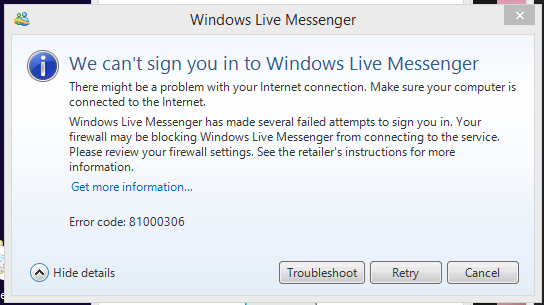 Windows Live Messenger
We can't sign you in to Windows Live Messenger
There might be a problem with your Internet connection. Make sure your computer is
connected to the Internet.
Windows Live Messenger has made several failed attempts to sign you in. Your
firewall may be blocking Windows Live Messenger from connecting to the service.
Please review your firewall settings. See the retailer's instructions for more
information.
Get more information...
Error code: 81000306
Hide details
Troubleshoot
Retry
Cancel